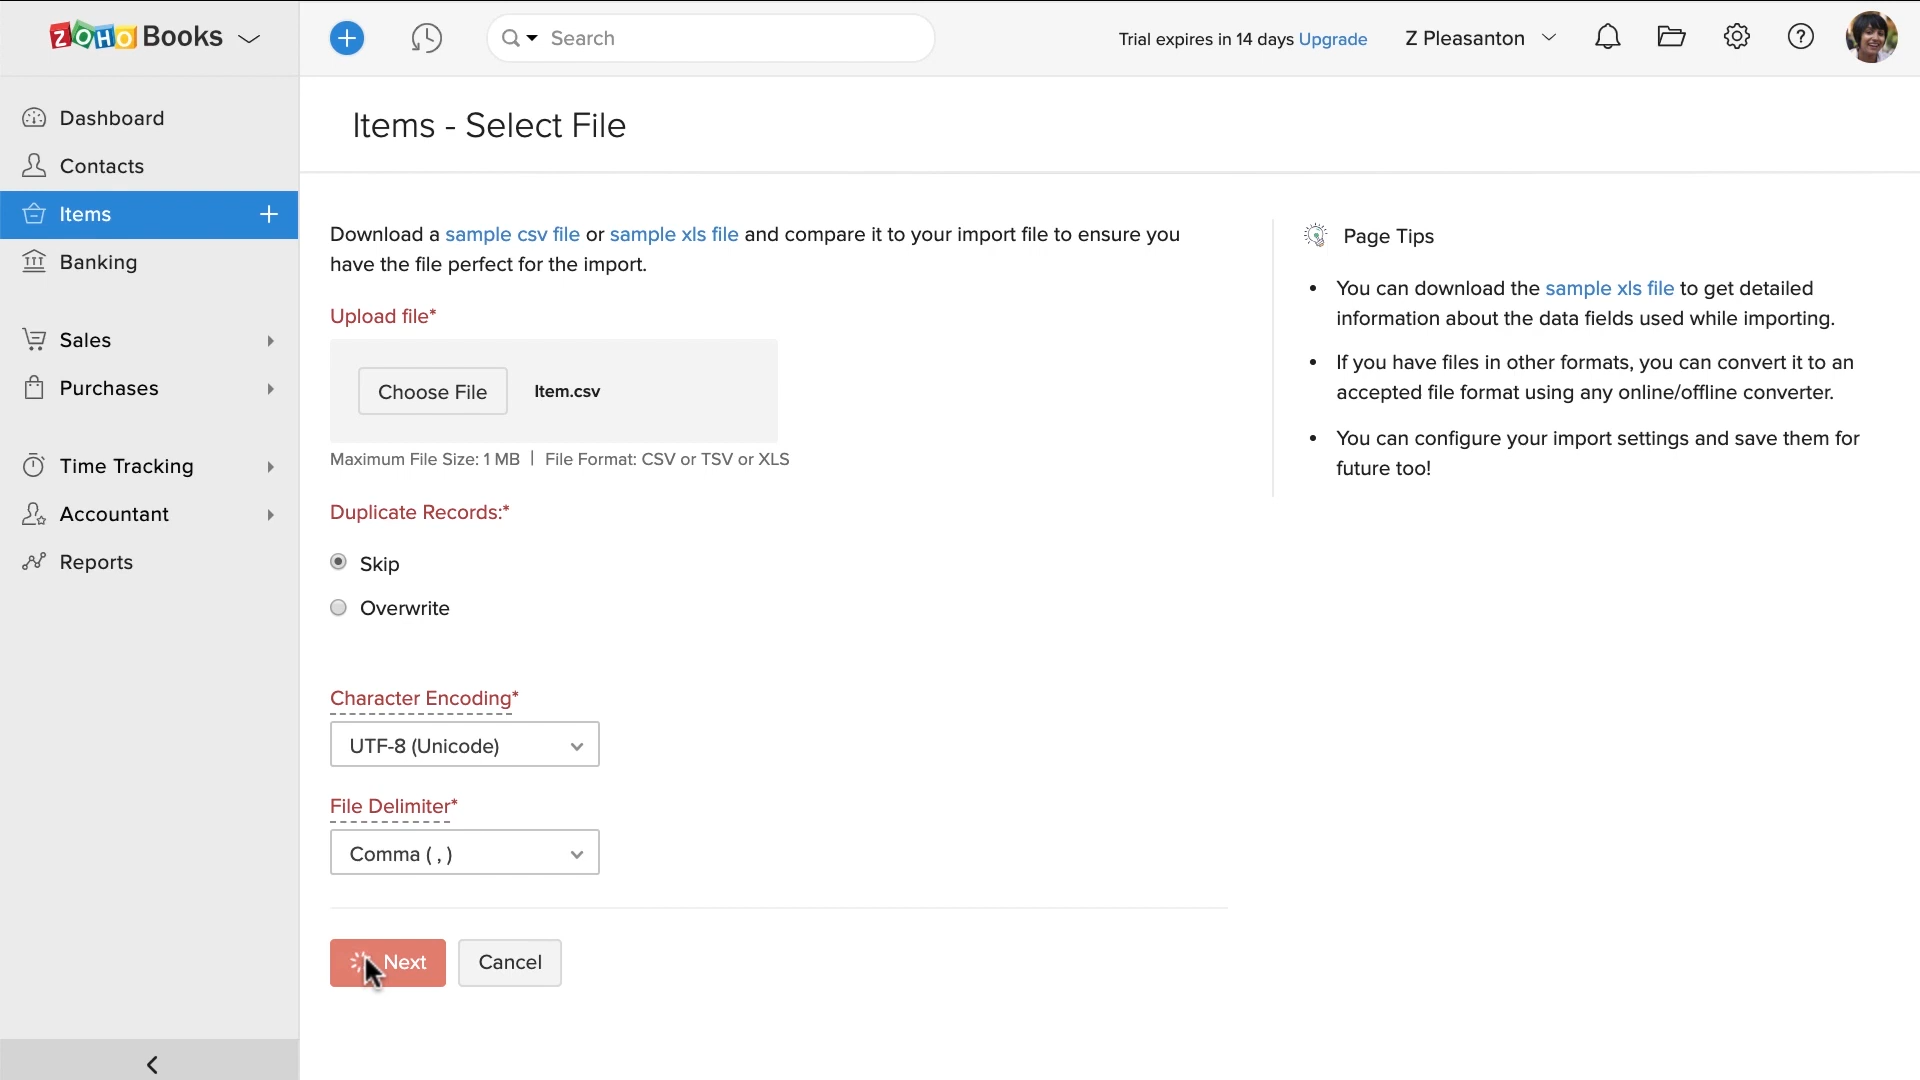 ZOHO Books
Search
Trial expires in 14 days Upgrade
Z Pleasanton
Dashboard
Contacts
Items
Banking
Sales
Purchases
Time Tracking
Accountant
Reports
Items - Select File
Download a sample csv file or sample xls file and compare it to your import file to ensure you
have the file perfect for the import.
Upload file*
Choose File Item.csv
Maximum File Size: 1 MB | File Format: CSV or TSV or XLS
Duplicate Records:*
Skip
Overwrite
Character Encoding*
UTF-8 (Unicode)
File Delimiter*
Comma ( , )
Next Cancel
Page Tips
• You can download the sample xls file to get detailed
information about the data fields used while importing.
• If you have files in other formats, you can convert it to an
accepted file format using any online/offline converter.
• You can configure your import settings and save them for
future too!